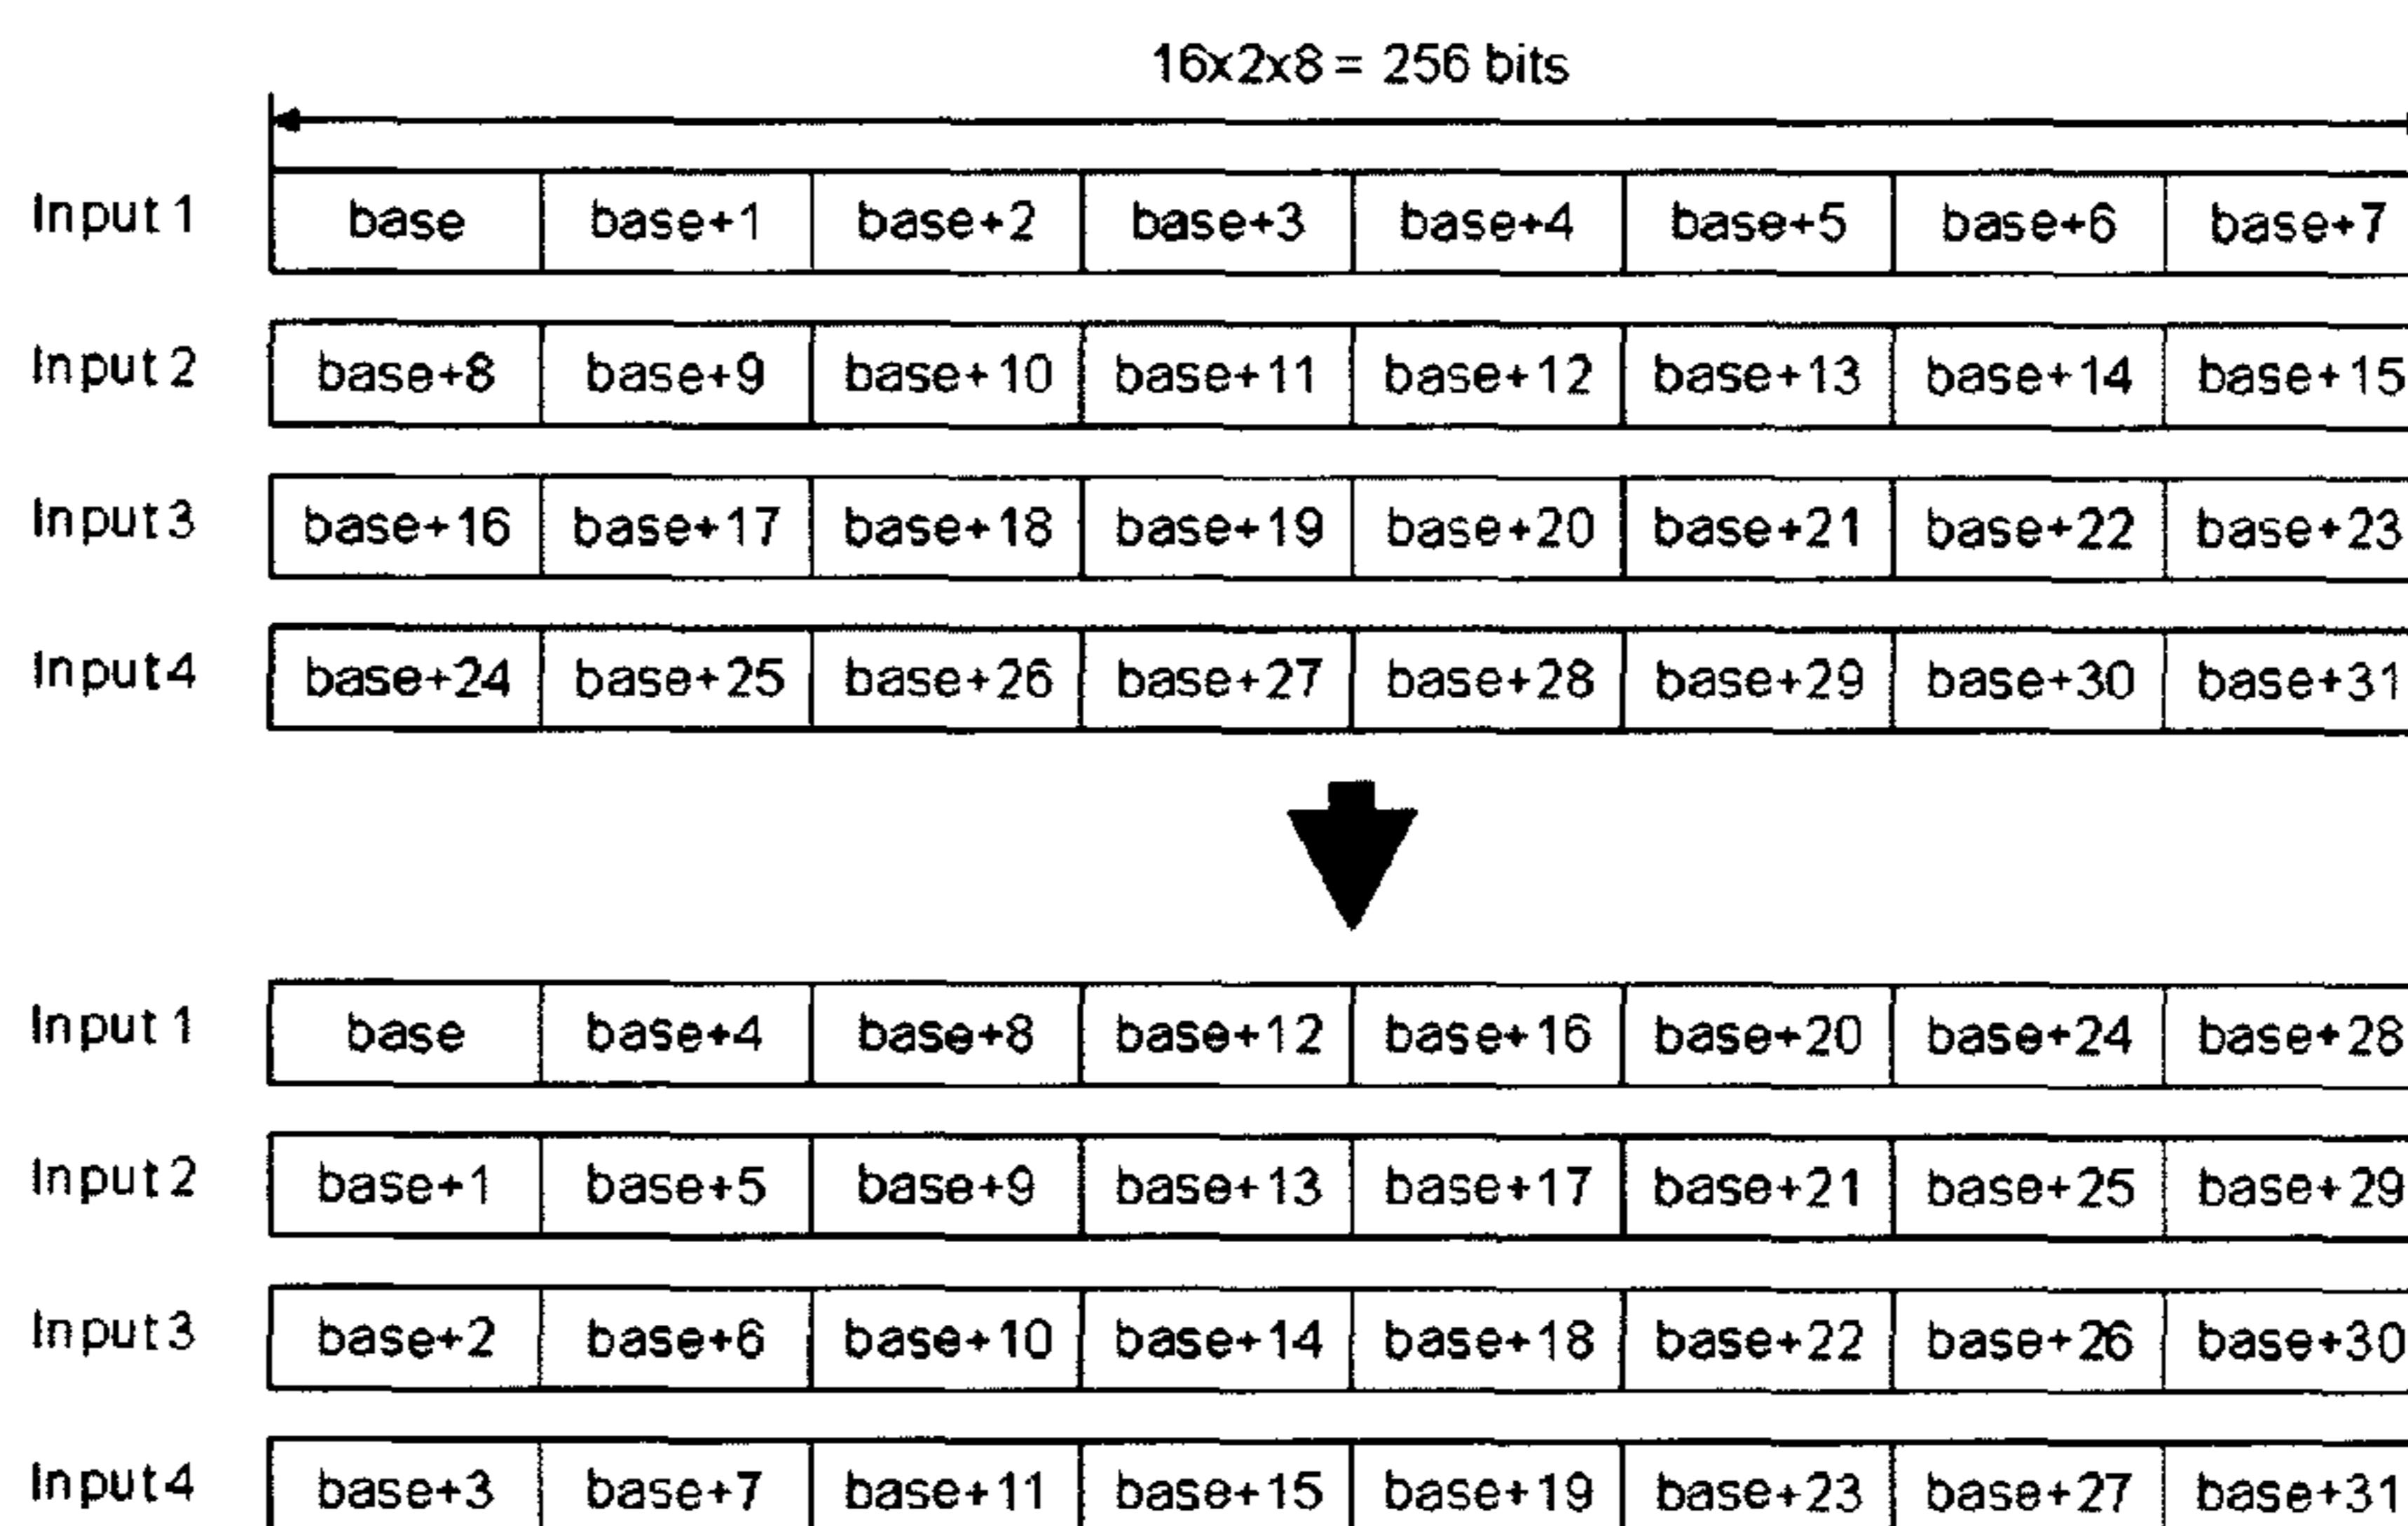 16x2x8 = 256 bits
Input 1 base base+1 base+2 base+3 base+4 base+5 base+6 base+7
Input 2 base+8 base+9 base+10 base+11 base+12 base+13 base+14 base+15
Input 3 base+16 base+17 base+18 base+19 base+20 base+21 base+22 base+23
Input 4 base+24 base+25 base+26 base+27 base+28 base+29 base+30 base+31
Input 1 base base+4 base+8 base+12 base+16 base+20 base+24 base+28
Input 2 base+1 base+5 base+9 base+13 base+17 base+21 base+25 base+29
Input 3 base+2 base+6 base+10 base+14 base+18 base+22 base+26 base+30
Input 4 base+3 base+7 base+11 base+15 base+19 base+23 base+27 base+31